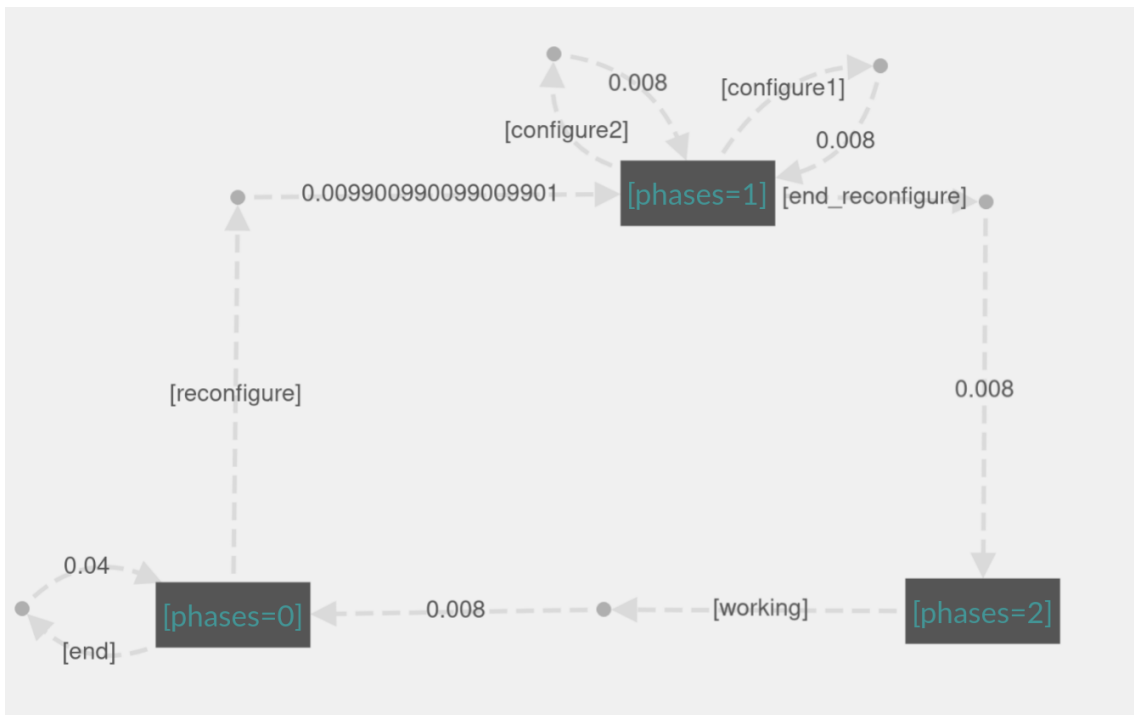 0.008
[configure1]
[configure2]
0.008
0.009900990099009901
[phases=1]
[end_reconfigure]
[reconfigure]
0.008
0.04
[phases=0]
0.008
[working]
[phases=2]
[end]